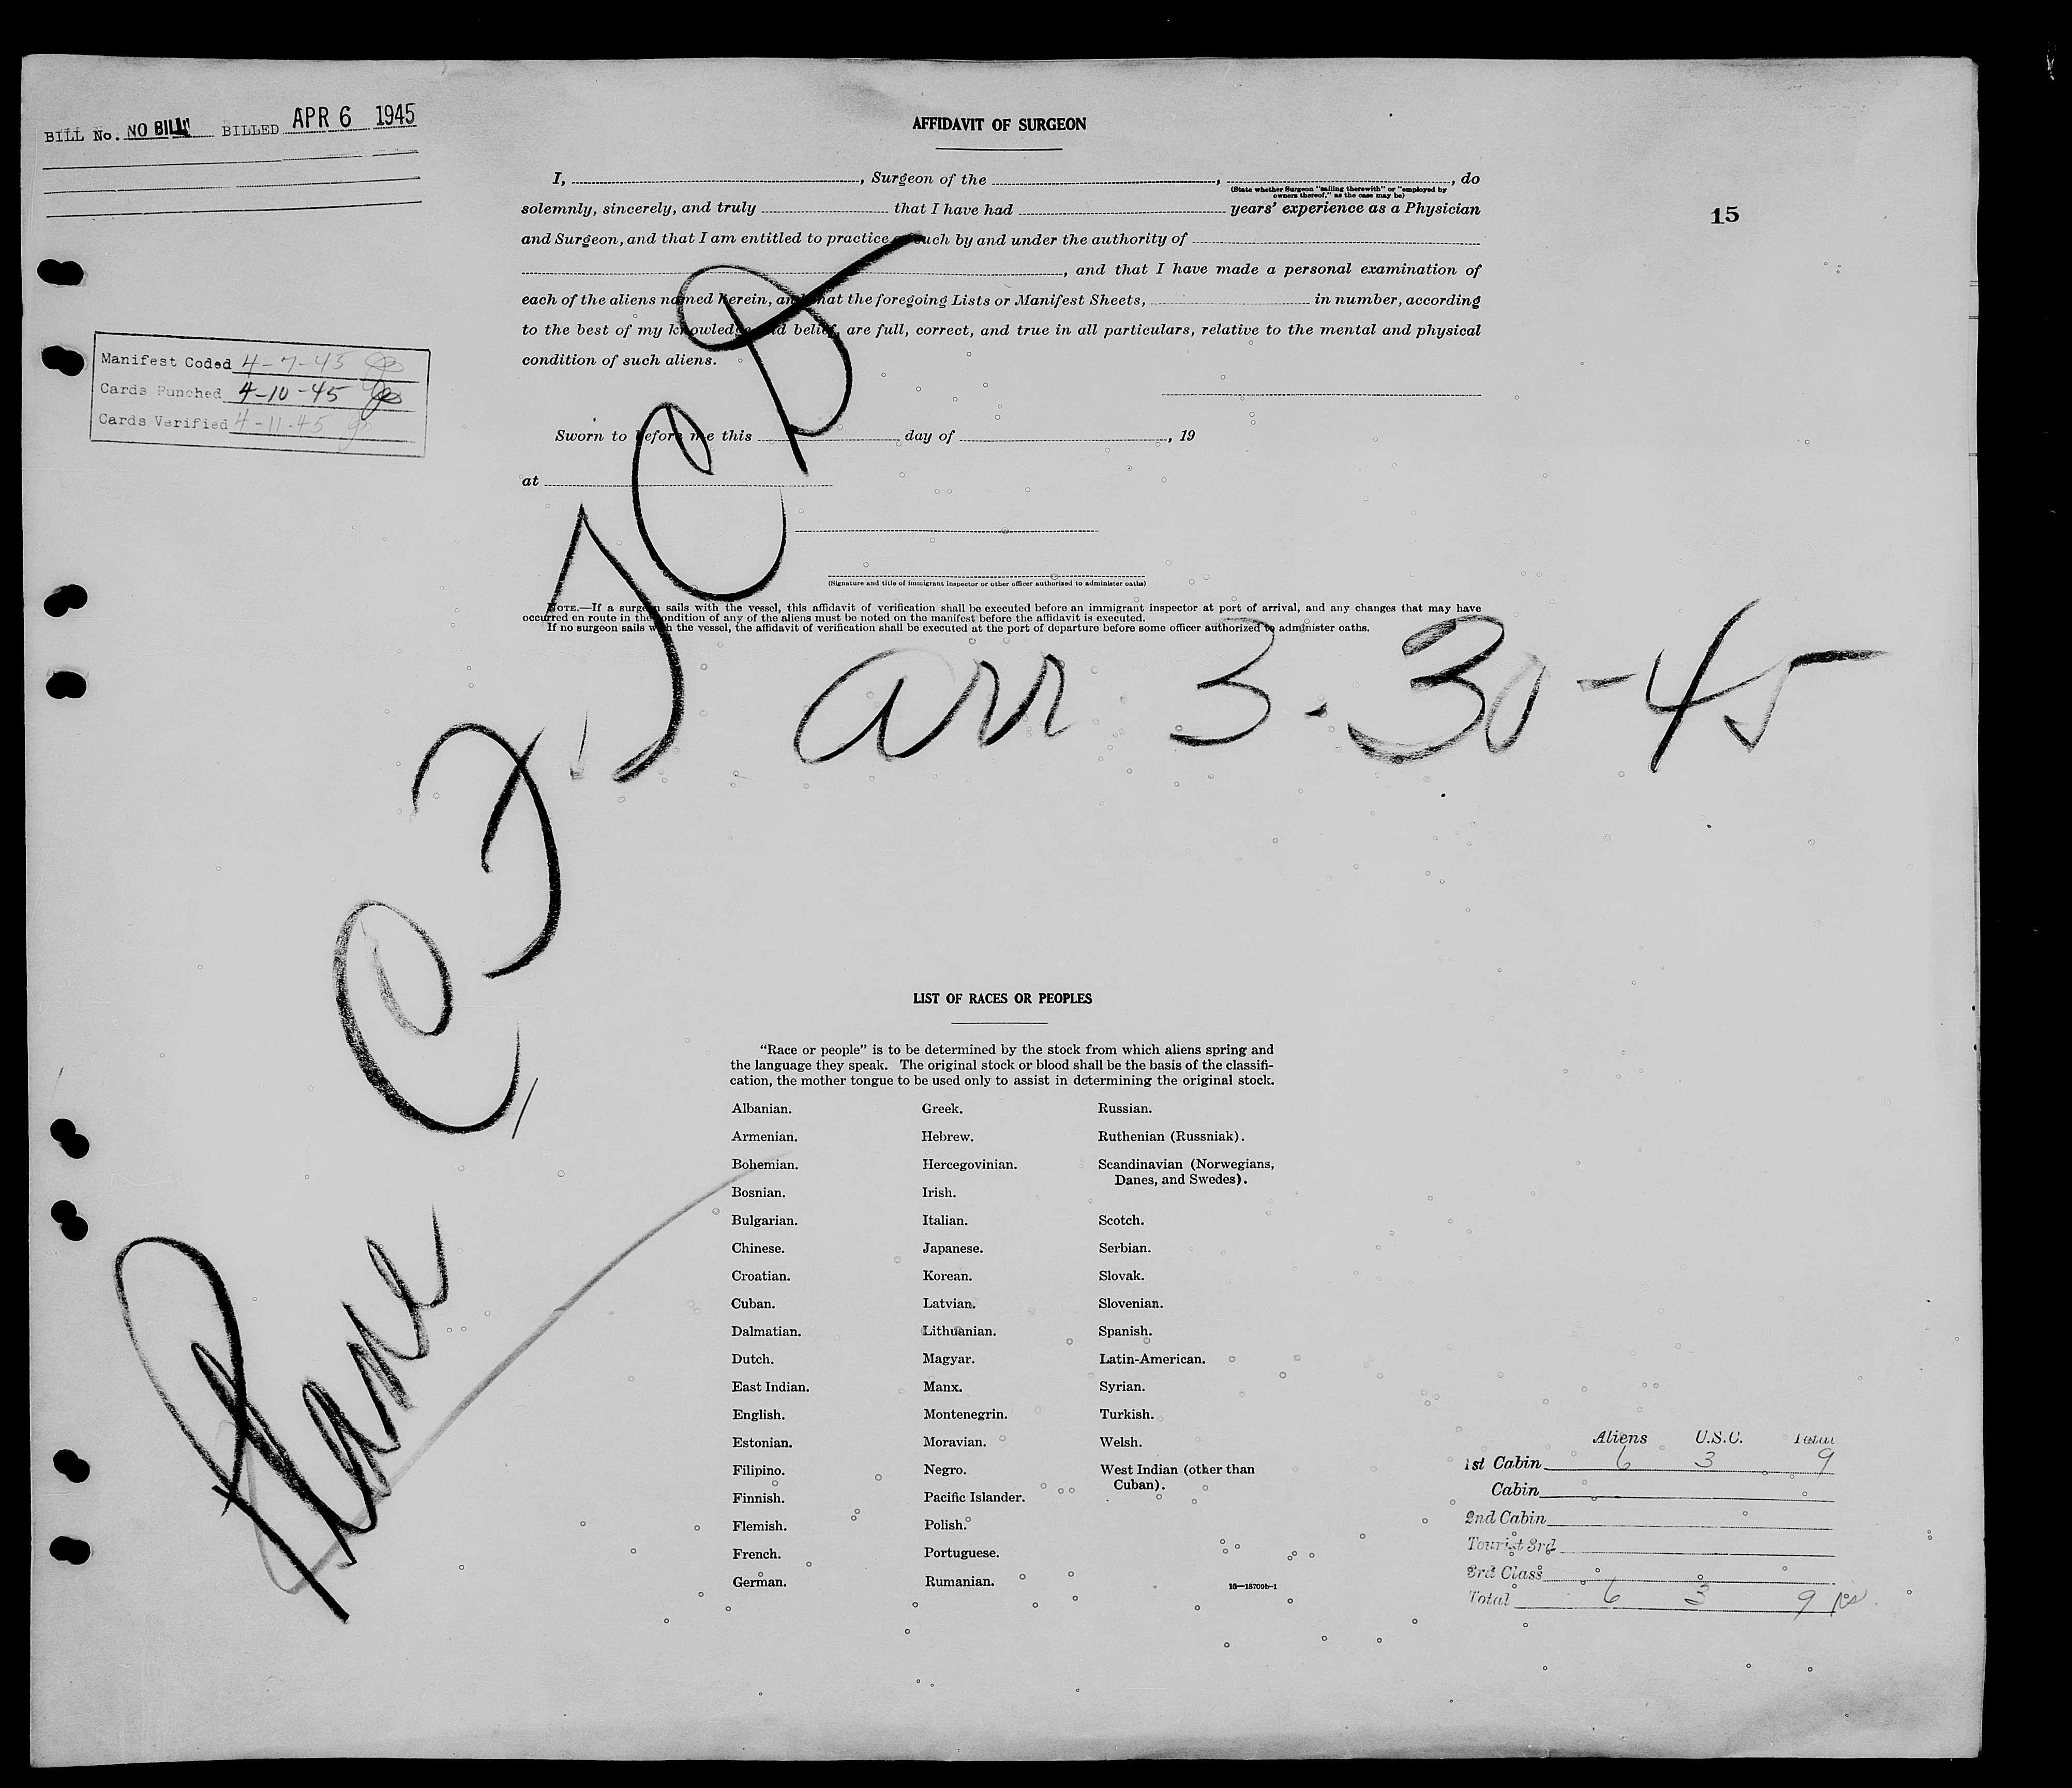 BILL No. NO BILL BILLED APR 6 1945
AFFIDAVIT OF SURGEON
I, , Surgeon of the , , do
(State whether Surgeon "sailing therewith" or "employed by
owners thereof," as the case may be)
solemnly, sincerely, and truly that I have had years' experience as a Physician
15
and Surgeon, and that I am entitled to practice such by and under the authority of
, and that I have made a personal examination of
each of the aliens named herein, and that the foregoing Lists or Manifest Sheets, in number, according
to the best of my knowledge and belief, are full, correct, and true in all particulars, relative to the mental and physical
condition of such aliens.
Manifest Coded 4-7-45
Cards Punched 4-10-45
Cards Verified 4-11-45
Sworn to before me this day of , 19
at
(Signature and title of immigrant inspector or other officer authorized to administer oaths)
NOTE.—If a surgeon sails with the vessel, this affidavit of verification shall be executed before an immigrant inspector at port of arrival, and any changes that may have
occurred en route in the condition of any of the aliens must be noted on the manifest before the affidavit is executed.
If no surgeon sails with the vessel, the affidavit of verification shall be executed at the port of departure before some officer authorized to administer oaths.
arr 3-30-45
Plane
LIST OF RACES OR PEOPLES
"Race or people" is to be determined by the stock from which aliens spring and
the language they speak. The original stock or blood shall be the basis of the classifi-
cation, the mother tongue to be used only to assist in determining the original stock.
Albanian. Greek. Russian.
Armenian. Hebrew. Ruthenian (Russniak).
Bohemian. Hercegovinian. Scandinavian (Norwegians,
Danes, and Swedes).
Bosnian. Irish.
Bulgarian. Italian. Scotch.
Chinese. Japanese. Serbian.
Croatian. Korean. Slovak.
Cuban. Latvian. Slovenian.
Dalmatian. Lithuanian. Spanish.
Dutch. Magyar. Latin-American.
East Indian. Manx. Syrian.
English. Montenegrin. Turkish.
Estonian. Moravian. Welsh.
Filipino. Negro. West Indian (other than
Cuban).
Finnish. Pacific Islander.
Flemish. Polish.
French. Portuguese.
German. Rumanian.
16—18709b-1
Aliens U.S.C. Total
1st Cabin 6 3 9
Cabin
2nd Cabin
Tourist 3rd
3rd Class
Total 6 3 9